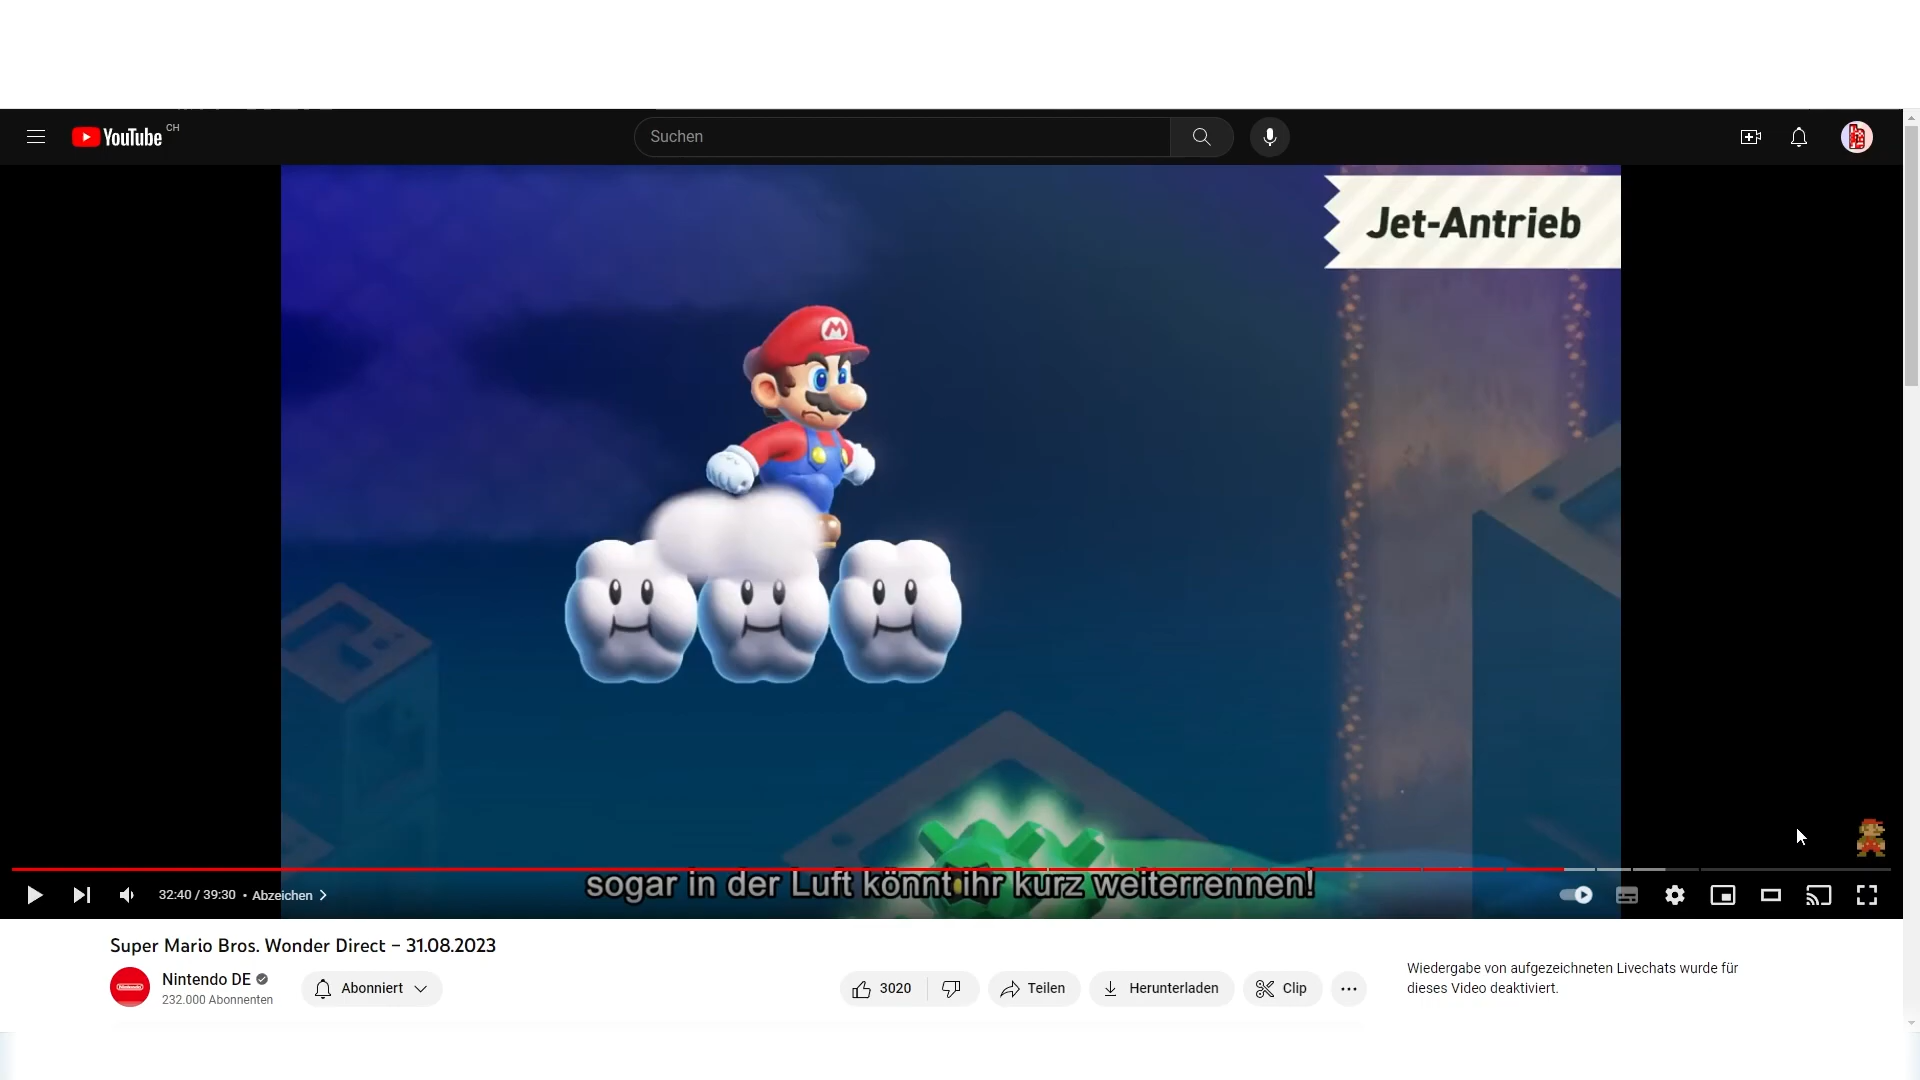 YouTube CH
Suchen
Jet-Antrieb
M
sogar in der Luft könnt ihr kurz weiterrennen!
32:40 / 39:30 • Abzeichen
Super Mario Bros. Wonder Direct – 31.08.2023
Nintendo DE
232.000 Abonnenten
Abonniert
3020
Teilen
Herunterladen
Clip
Wiedergabe von aufgezeichneten Livechats wurde für
dieses Video deaktiviert.